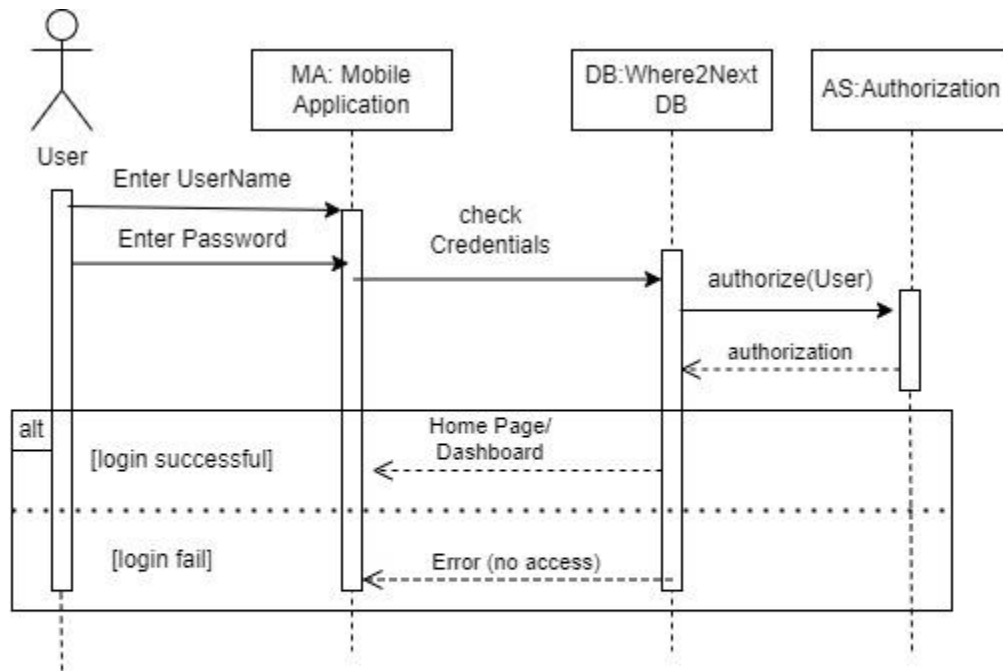 MA: Mobile
Application
DB:Where2Next
DB
AS:Authorization
User
Enter UserName
Enter Password
check
Credentials
authorize(User)
authorization
alt
[login successful]
Home Page/
Dashboard
[login fail]
Error (no access)